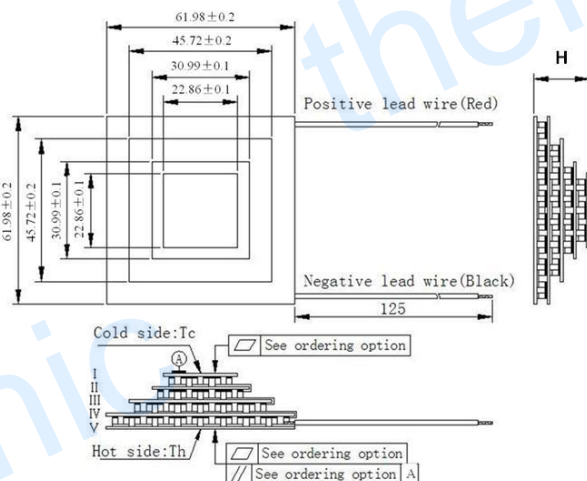 61.98±0.2
45.72±0.2
30.99±0.1
22.86±0.1
H
Positive lead wire(Red)
61.98±0.2
45.72±0.2
30.99±0.1
22.86±0.1
Negative lead wire(Black)
125
Cold side:Tc
A
See ordering option
I
II
III
IV
V
Hot side:Th
See ordering option
// See ordering option A